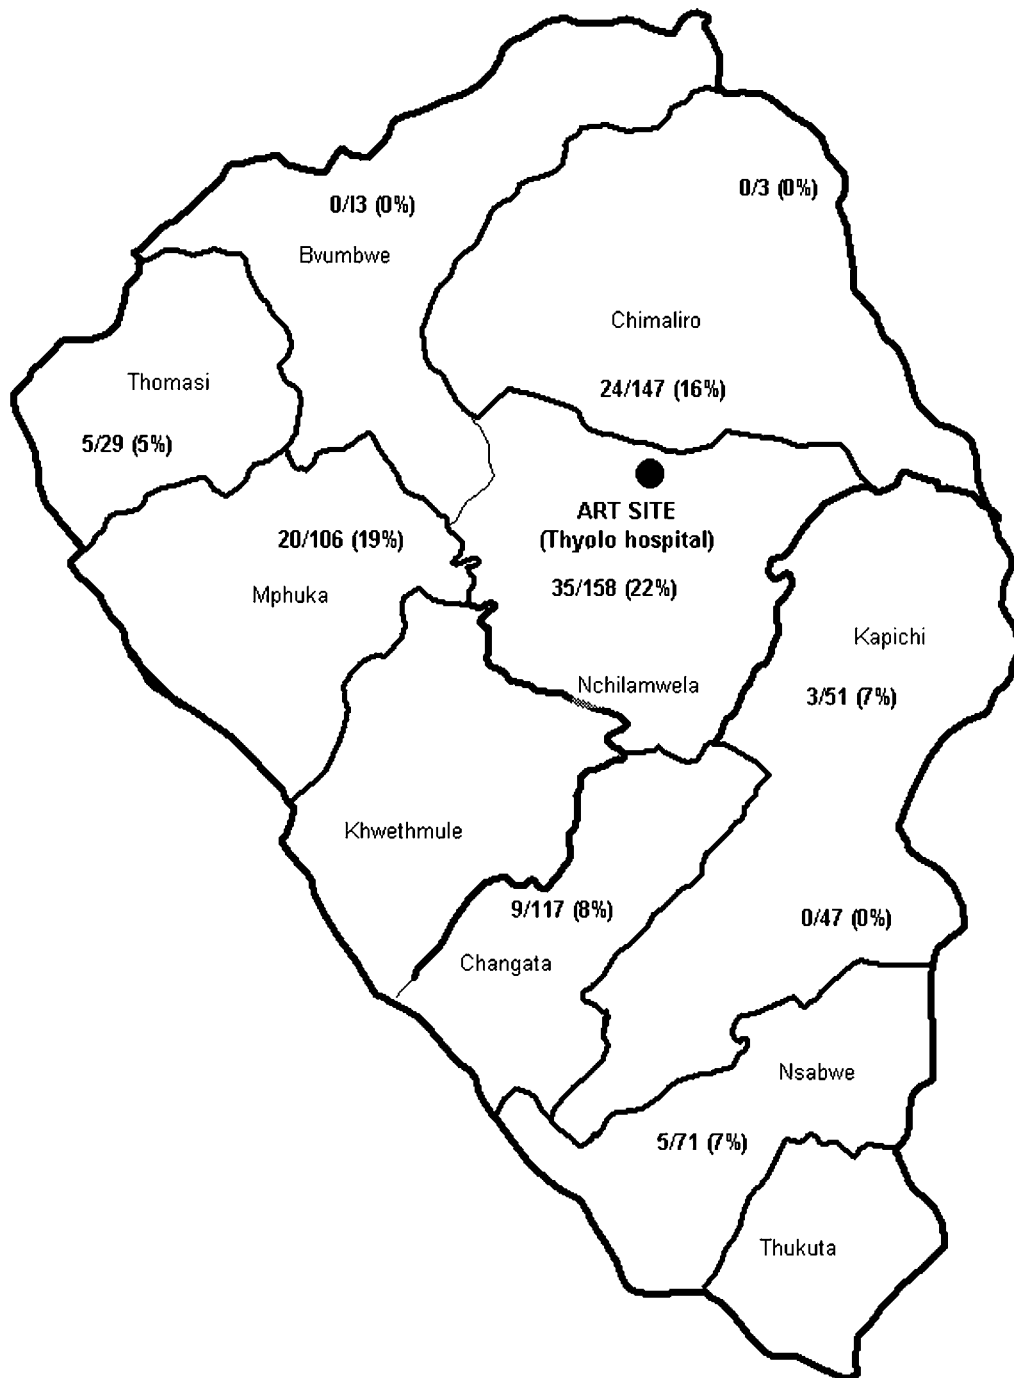 0/3 (0%)
0/I3 (0%)
Bvumbwe
Chimaliro
Thomasi
24/147 (16%)
5/29 (5%)
ART SITE
(Thyolo hospital)
20/106 (19%)
35/158 (22%)
Mphuka
Kapichi
Nchilamwela
3/51 (7%)
Khwethmule
9/117 (8%)
0/47 (0%)
Changata
Nsabwe
5/71 (7%)
Thukuta